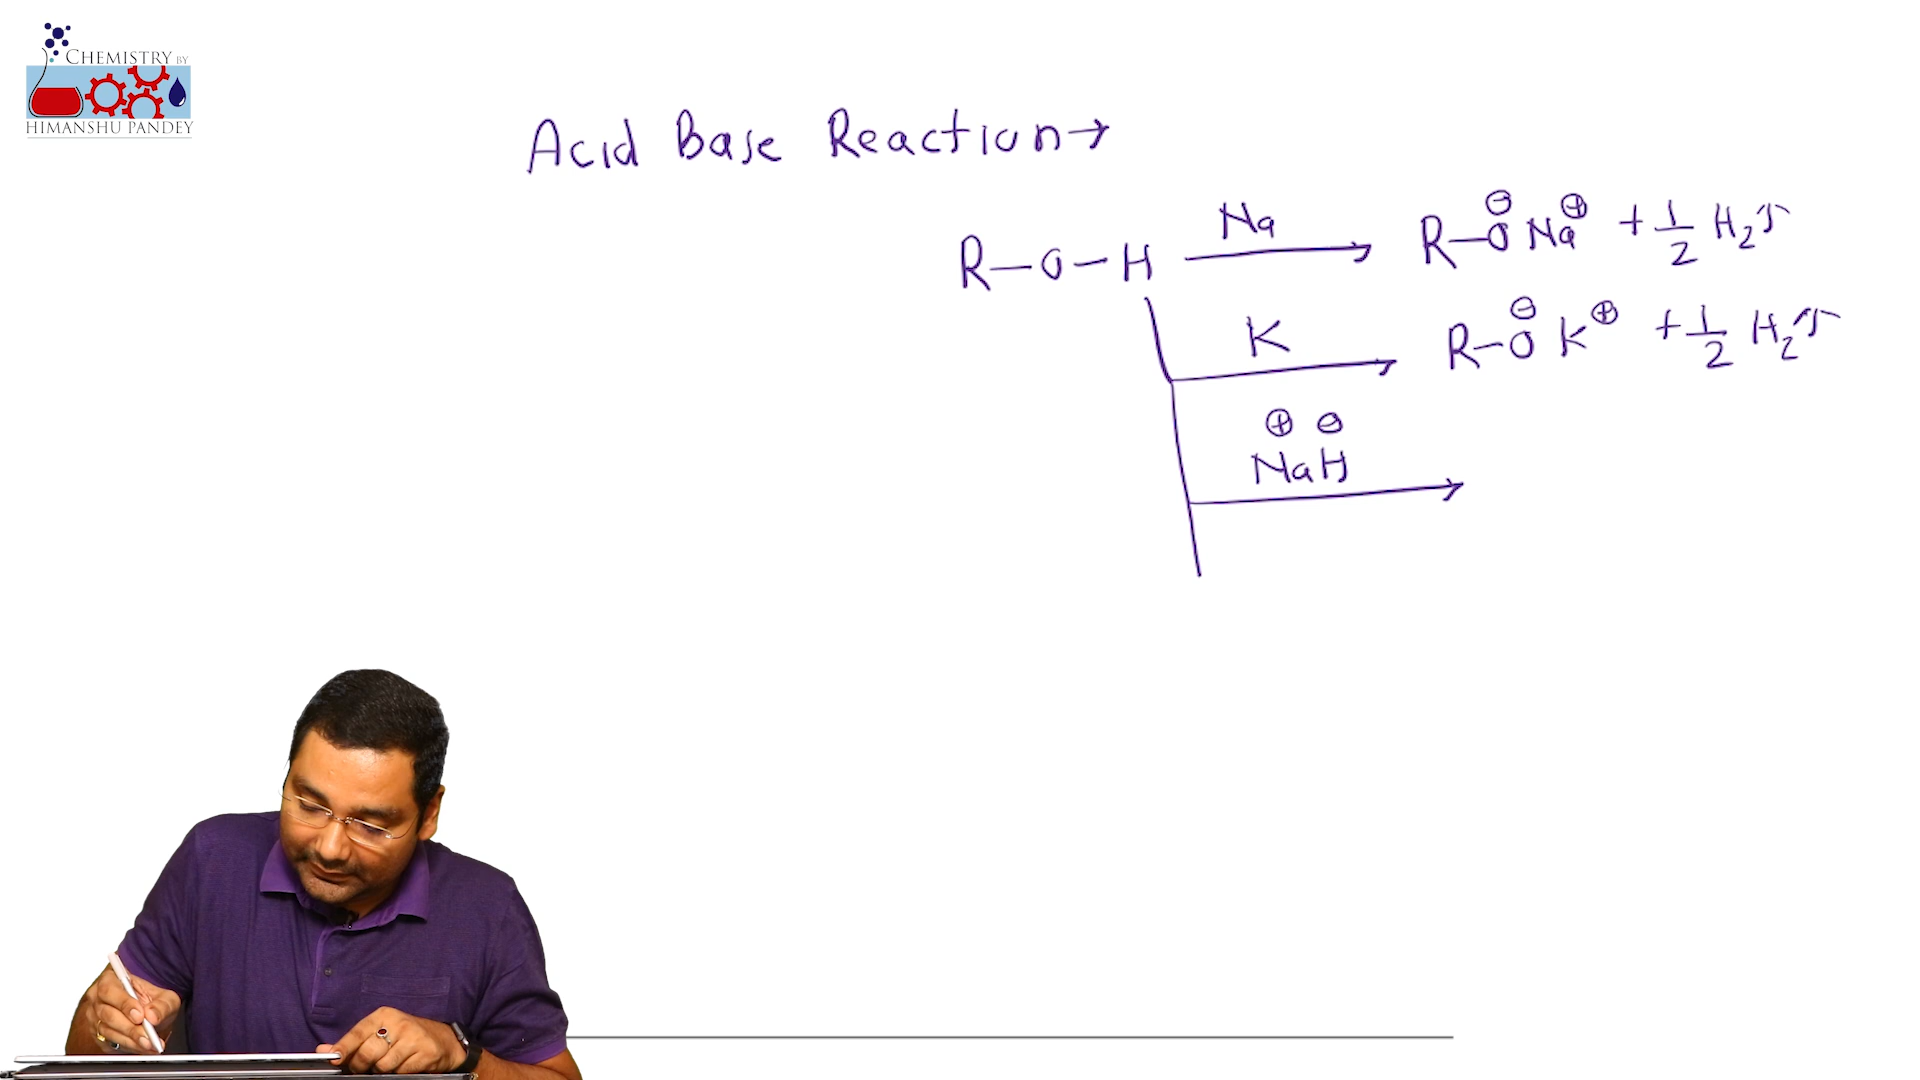 CHEMISTRY BY
HIMANSHU PANDEY
Acid Base Reaction →
R–O–H —Na→ R–O⊖ Na⊕ + 1/2 H2↑
K → R–O⊖ K⊕ + 1/2 H2↑
⊕ ⊖
NaH →